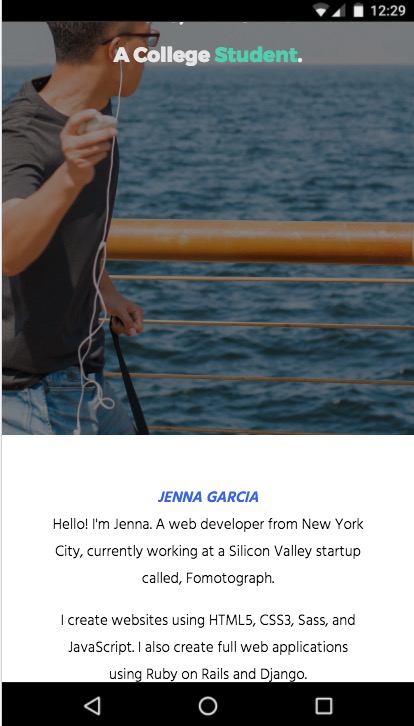 12:29
A College Student.
JENNA GARCIA
Hello! I'm Jenna. A web developer from New York
City, currently working at a Silicon Valley startup
called, Fomotograph.
I create websites using HTML5, CSS3, Sass, and
JavaScript. I also create full web applications
using Ruby on Rails and Django.